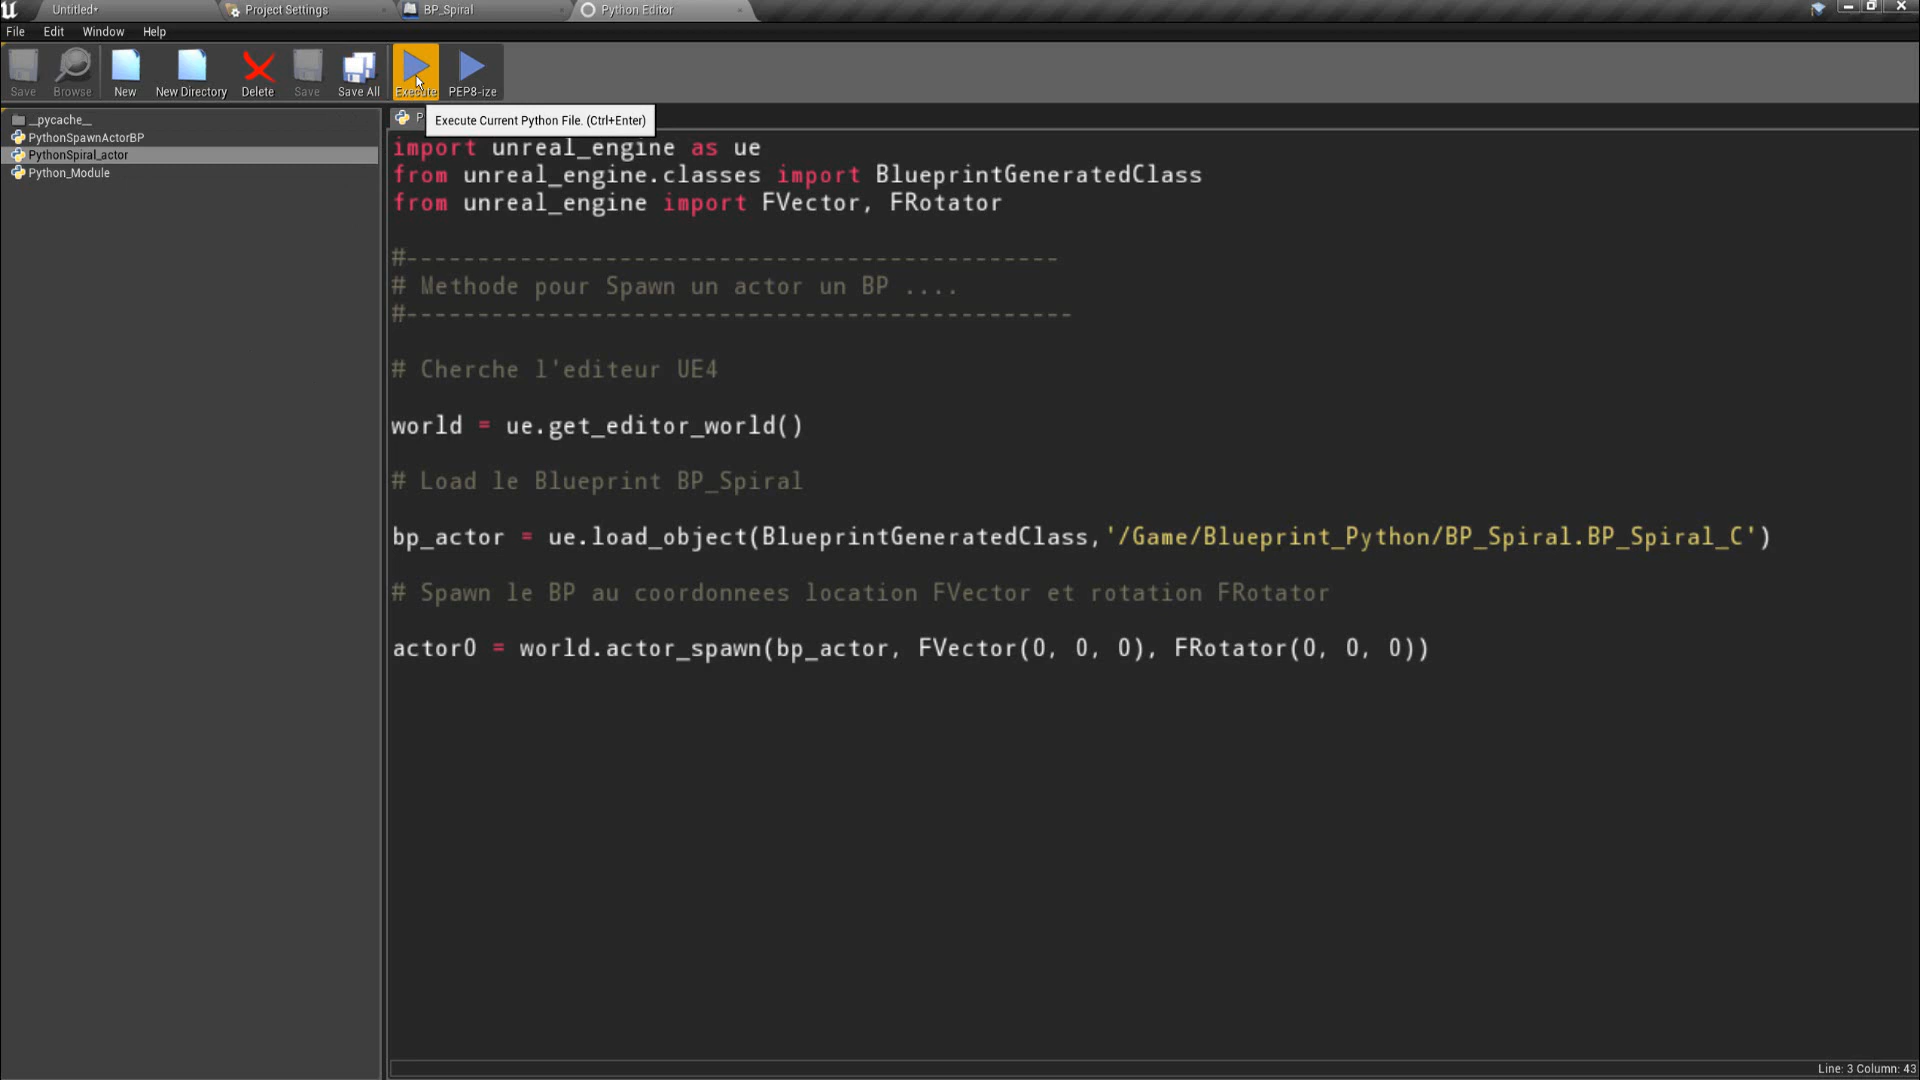 Untitled*
Project Settings
BP_Spiral
Python Editor
File
Edit
Window
Help
Save
Browse
New
New Directory
Delete
Save
Save All
Execute
PEP8-ize
Execute Current Python File. (Ctrl+Enter)
__pycache__
PythonSpawnActorBP
PythonSpiral_actor
Python_Module
P
import unreal_engine as ue
from unreal_engine.classes import BlueprintGeneratedClass
from unreal_engine import FVector, FRotator
#----------------------------------------------
# Methode pour Spawn un actor un BP ....
#-----------------------------------------------
# Cherche l'editeur UE4
world = ue.get_editor_world()
# Load le Blueprint BP_Spiral
bp_actor = ue.load_object(BlueprintGeneratedClass,'/Game/Blueprint_Python/BP_Spiral.BP_Spiral_C')
# Spawn le BP au coordonnees location FVector et rotation FRotator
actor0 = world.actor_spawn(bp_actor, FVector(0, 0, 0), FRotator(0, 0, 0))
Line: 3 Column: 43